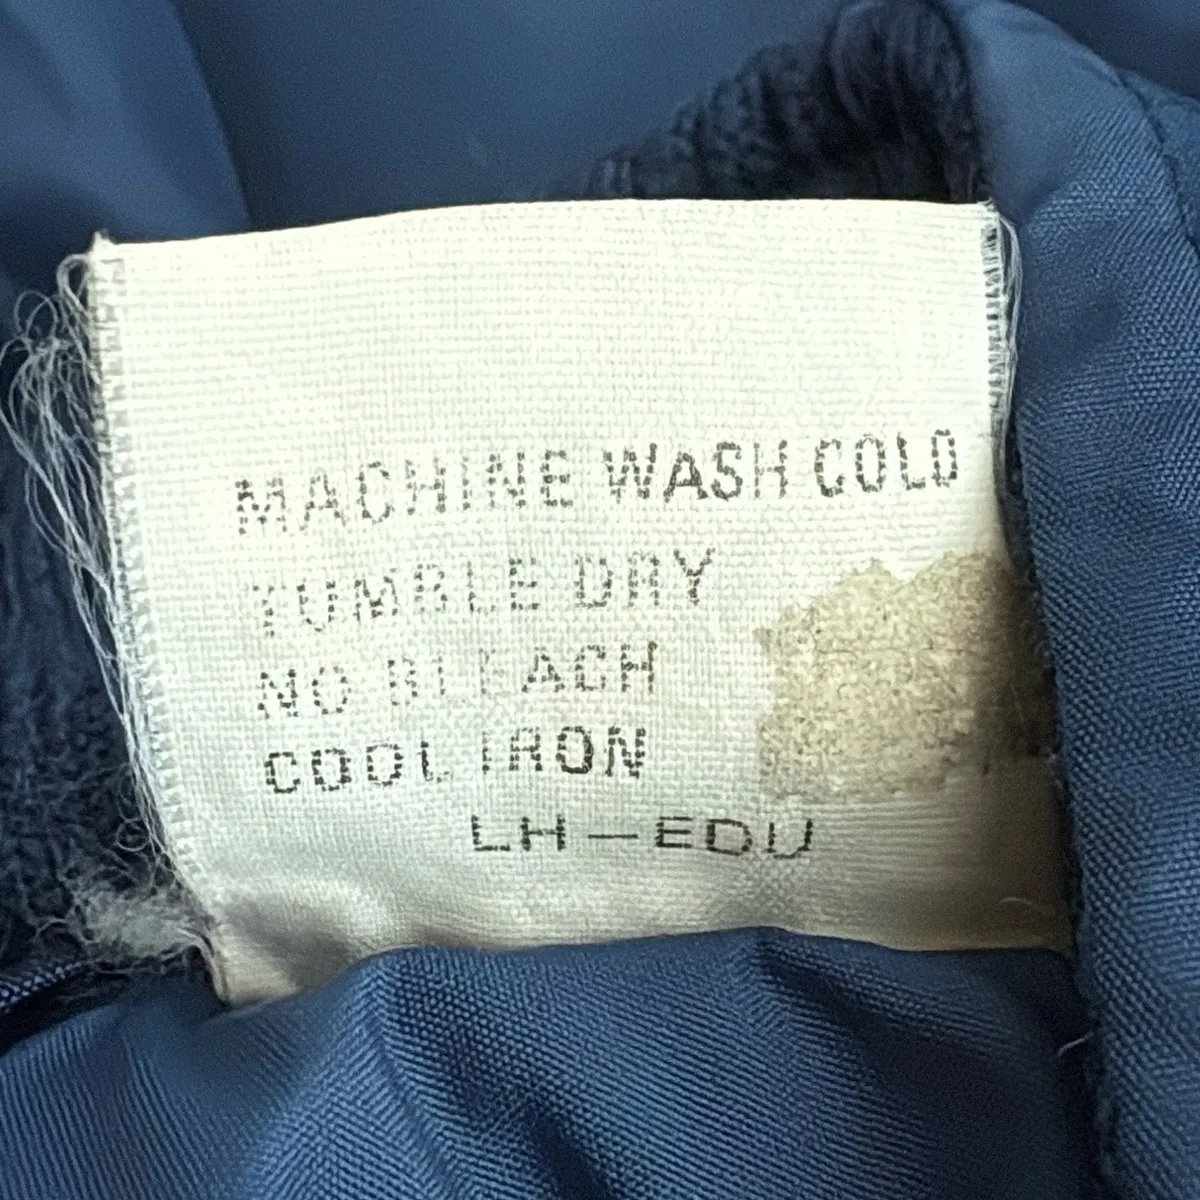 MACHINE WASH COLD
TUMBLE DRY
NO BLEACH
COOL IRON
LH-EDU